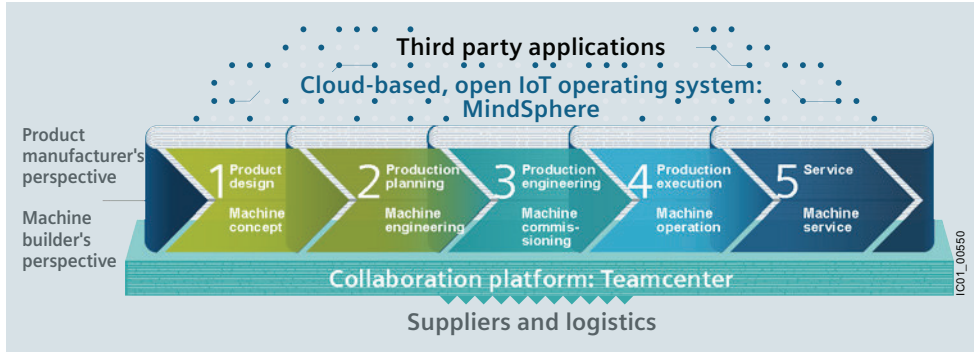 Third party applications
Cloud-based, open IoT operating system:
MindSphere
Product
manufacturer's
perspective
Machine
builder's
perspective
1 Product
design
Machine
concept
2 Production
planning
Machine
engineering
3 Production
engineering
Machine
commis-
sioning
4 Production
execution
Machine
operation
5 Service
Machine
service
Collaboration platform: Teamcenter
Suppliers and logistics
IC01_00550